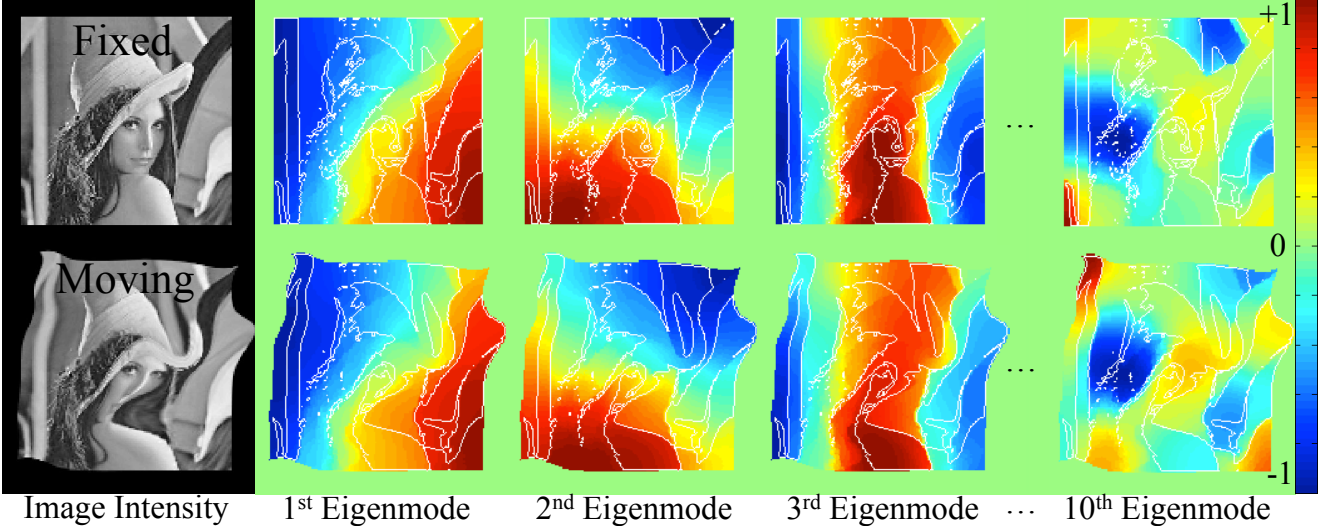 Fixed
+1
...
0
Moving
...
-1
Image Intensity
1st Eigenmode
2nd Eigenmode
3rd Eigenmode
...
10th Eigenmode